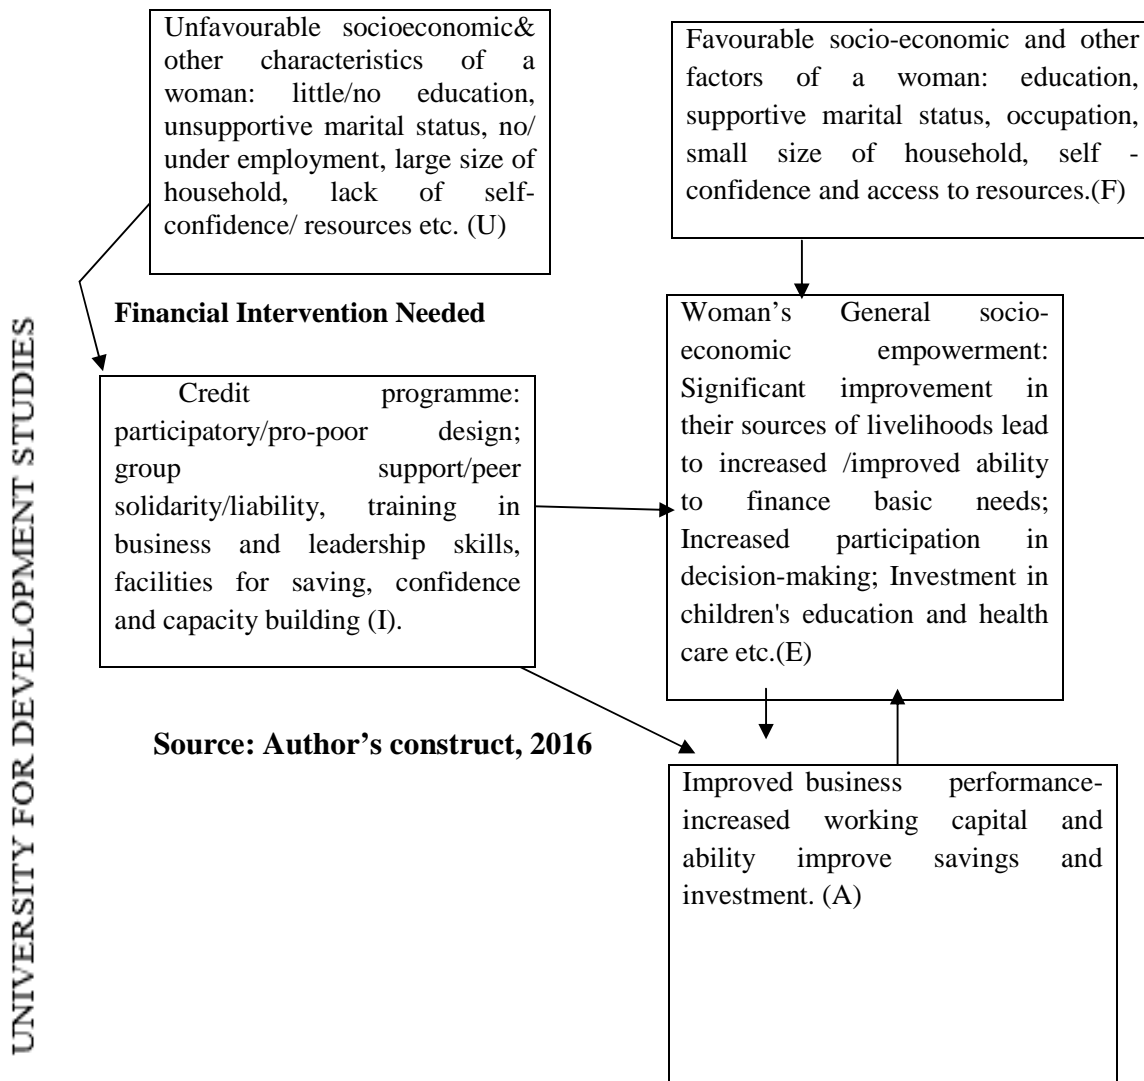 Unfavourable socioeconomic&
other characteristics of a
woman: little/no education,
unsupportive marital status, no/
under employment, large size of
household, lack of self-
confidence/ resources etc. (U)
Favourable socio-economic and other
factors of a woman: education,
supportive marital status, occupation,
small size of household, self -
confidence and access to resources.(F)
Financial Intervention Needed
Credit programme:
participatory/pro-poor design;
group support/peer
solidarity/liability, training in
business and leadership skills,
facilities for saving, confidence
and capacity building (I).
Woman’s General socio-
economic empowerment:
Significant improvement in
their sources of livelihoods lead
to increased /improved ability
to finance basic needs;
Increased participation in
decision-making; Investment in
children's education and health
care etc.(E)
Source: Author’s construct, 2016
Improved business performance-
increased working capital and
ability improve savings and
investment. (A)
UNIVERSITY FOR DEVELOPMENT STUDIES